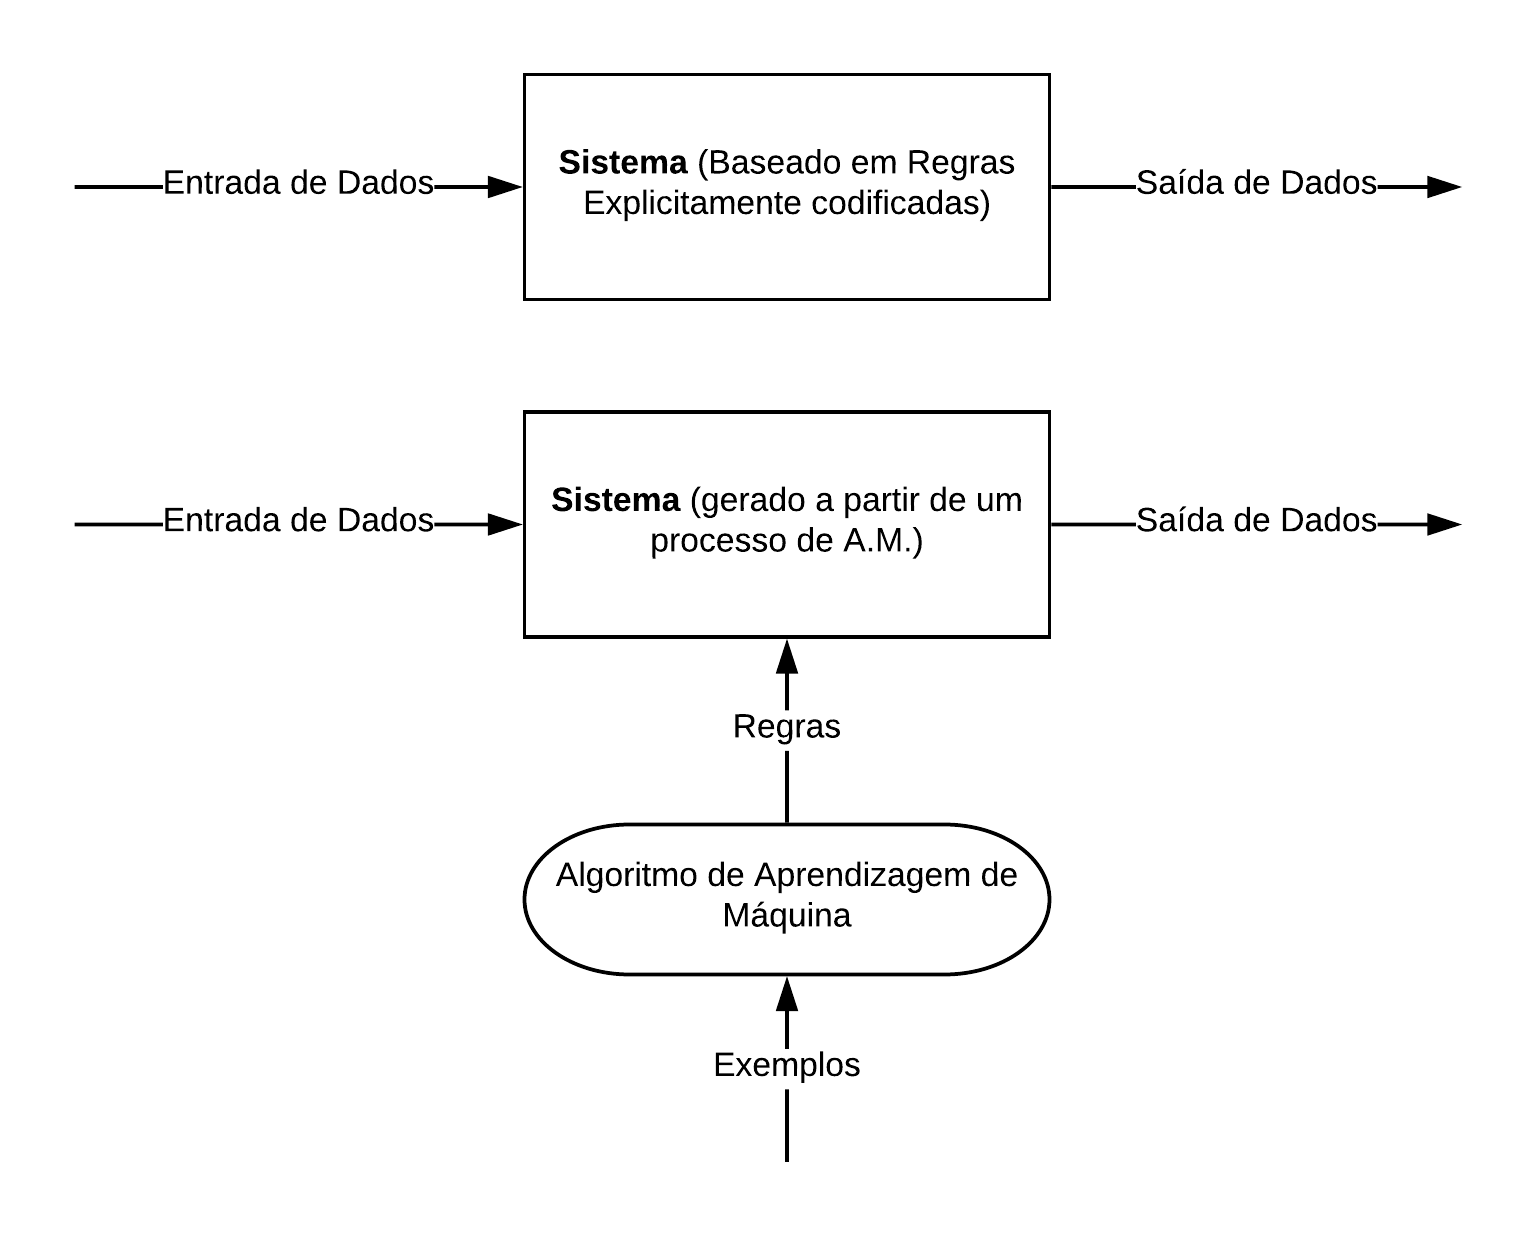 Entrada de Dados
Sistema (Baseado em Regras
Explicitamente codificadas)
Saída de Dados
Entrada de Dados
Sistema (gerado a partir de um
processo de A.M.)
Saída de Dados
Regras
Algoritmo de Aprendizagem de
Máquina
Exemplos